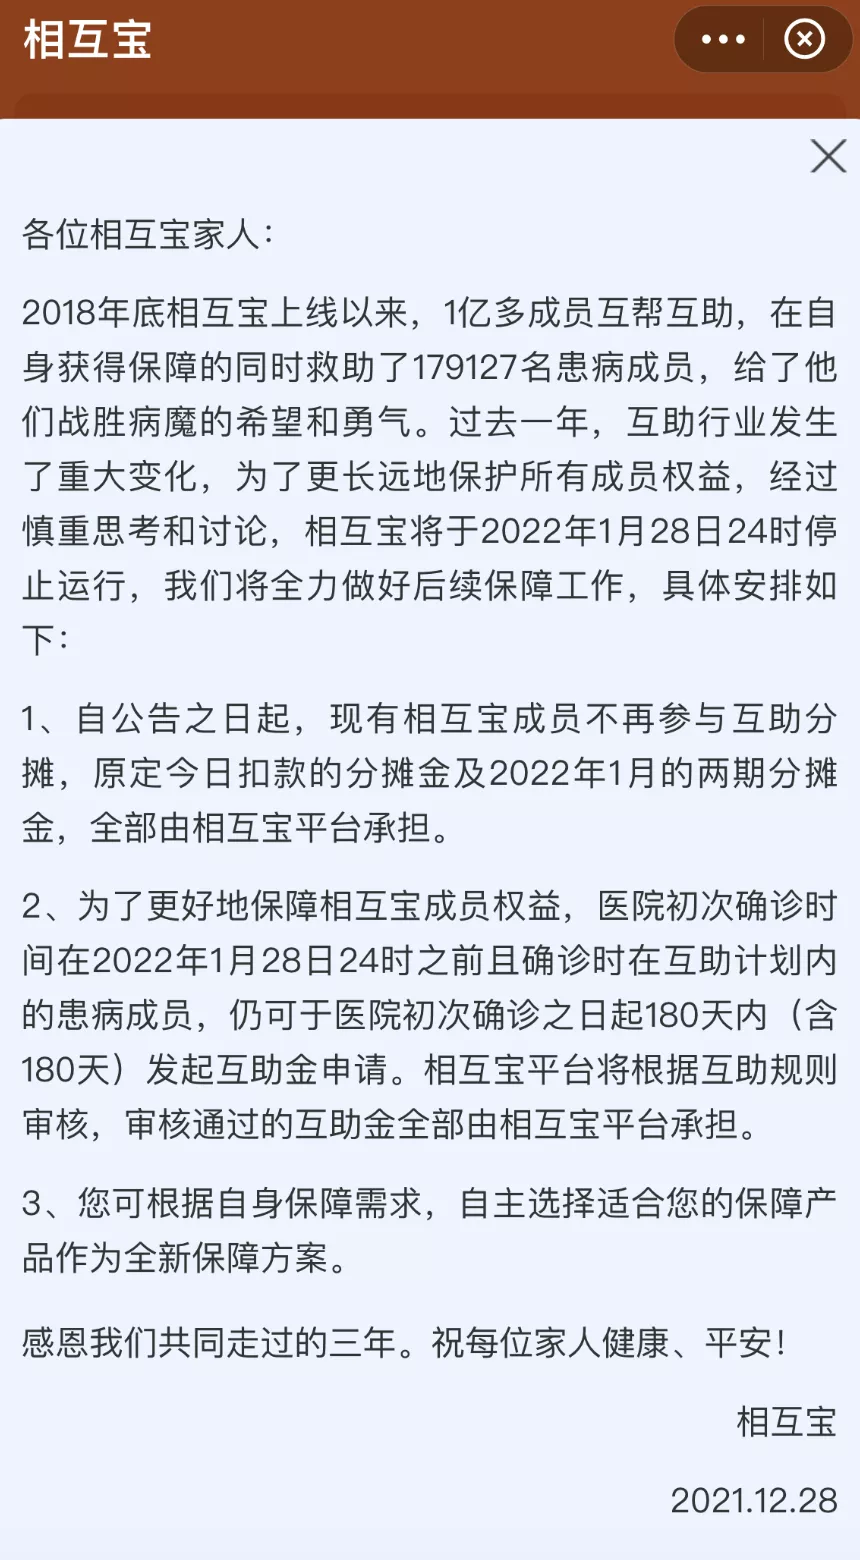 相互宝
各位相互宝家人：
2018年底相互宝上线以来，1亿多成员互帮互助，在自
身获得保障的同时救助了179127名患病成员，给了他
们战胜病魔的希望和勇气。过去一年，互助行业发生
了重大变化，为了更长远地保护所有成员权益，经过
慎重思考和讨论，相互宝将于2022年1月28日24时停
止运行，我们将全力做好后续保障工作，具体安排如
下：
1、自公告之日起，现有相互宝成员不再参与互助分
摊，原定今日扣款的分摊金及2022年1月的两期分摊
金，全部由相互宝平台承担。
2、为了更好地保障相互宝成员权益，医院初次确诊时
间在2022年1月28日24时之前且确诊时在互助计划内
的患病成员，仍可于医院初次确诊之日起180天内（含
180天）发起互助金申请。相互宝平台将根据互助规则
审核，审核通过的互助金全部由相互宝平台承担。
3、您可根据自身保障需求，自主选择适合您的保障产
品作为全新保障方案。
感恩我们共同走过的三年。祝每位家人健康、平安！
相互宝
2021.12.28